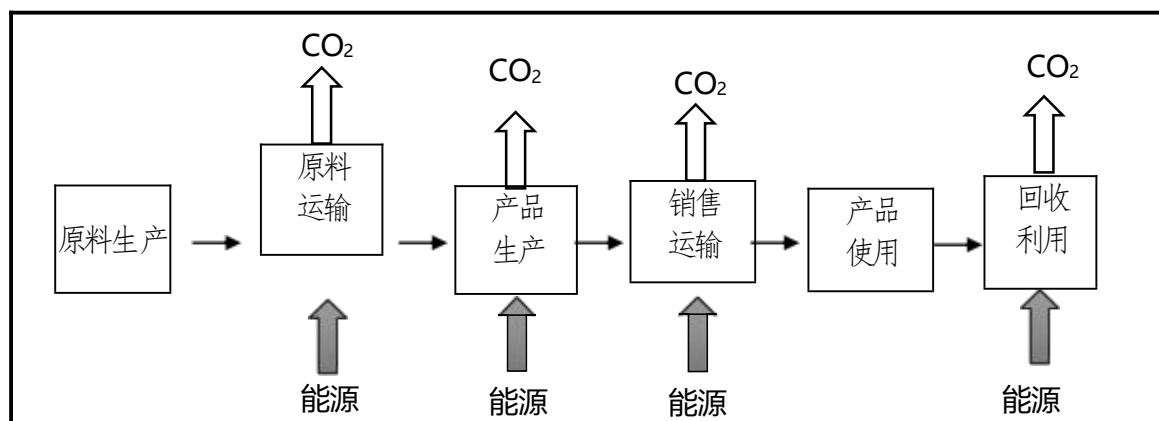 CO₂
CO₂
CO₂
CO₂
原料生产
原料
运输
产品
生产
销售
运输
产品
使用
回收
利用
能源
能源
能源
能源